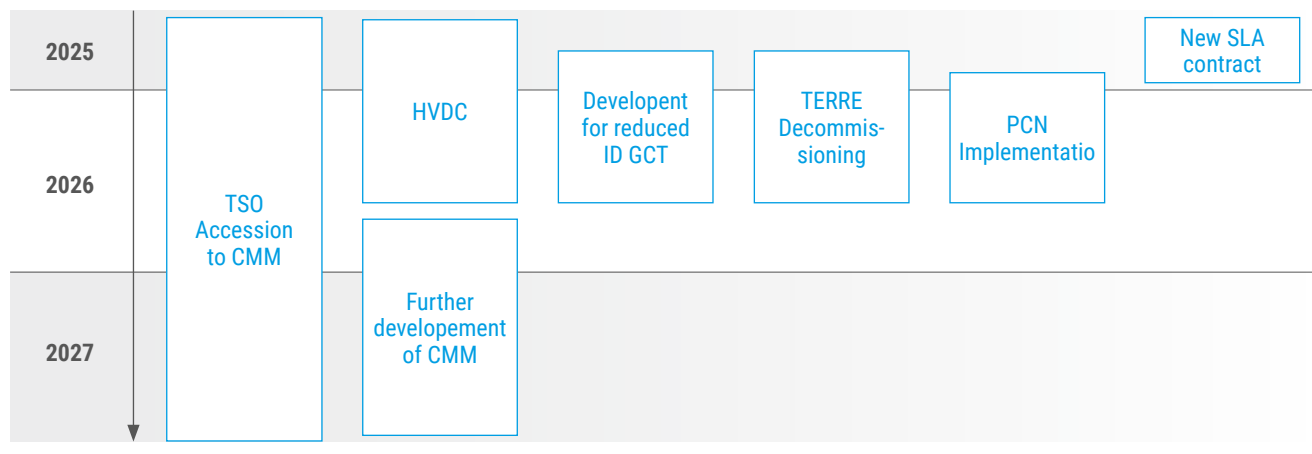 2025
2026
2027
TSO
Accession
to CMM
HVDC
Further
developement
of CMM
Developent
for reduced
ID GCT
TERRE
Decommis-
sioning
PCN
Implementatio
New SLA
contract